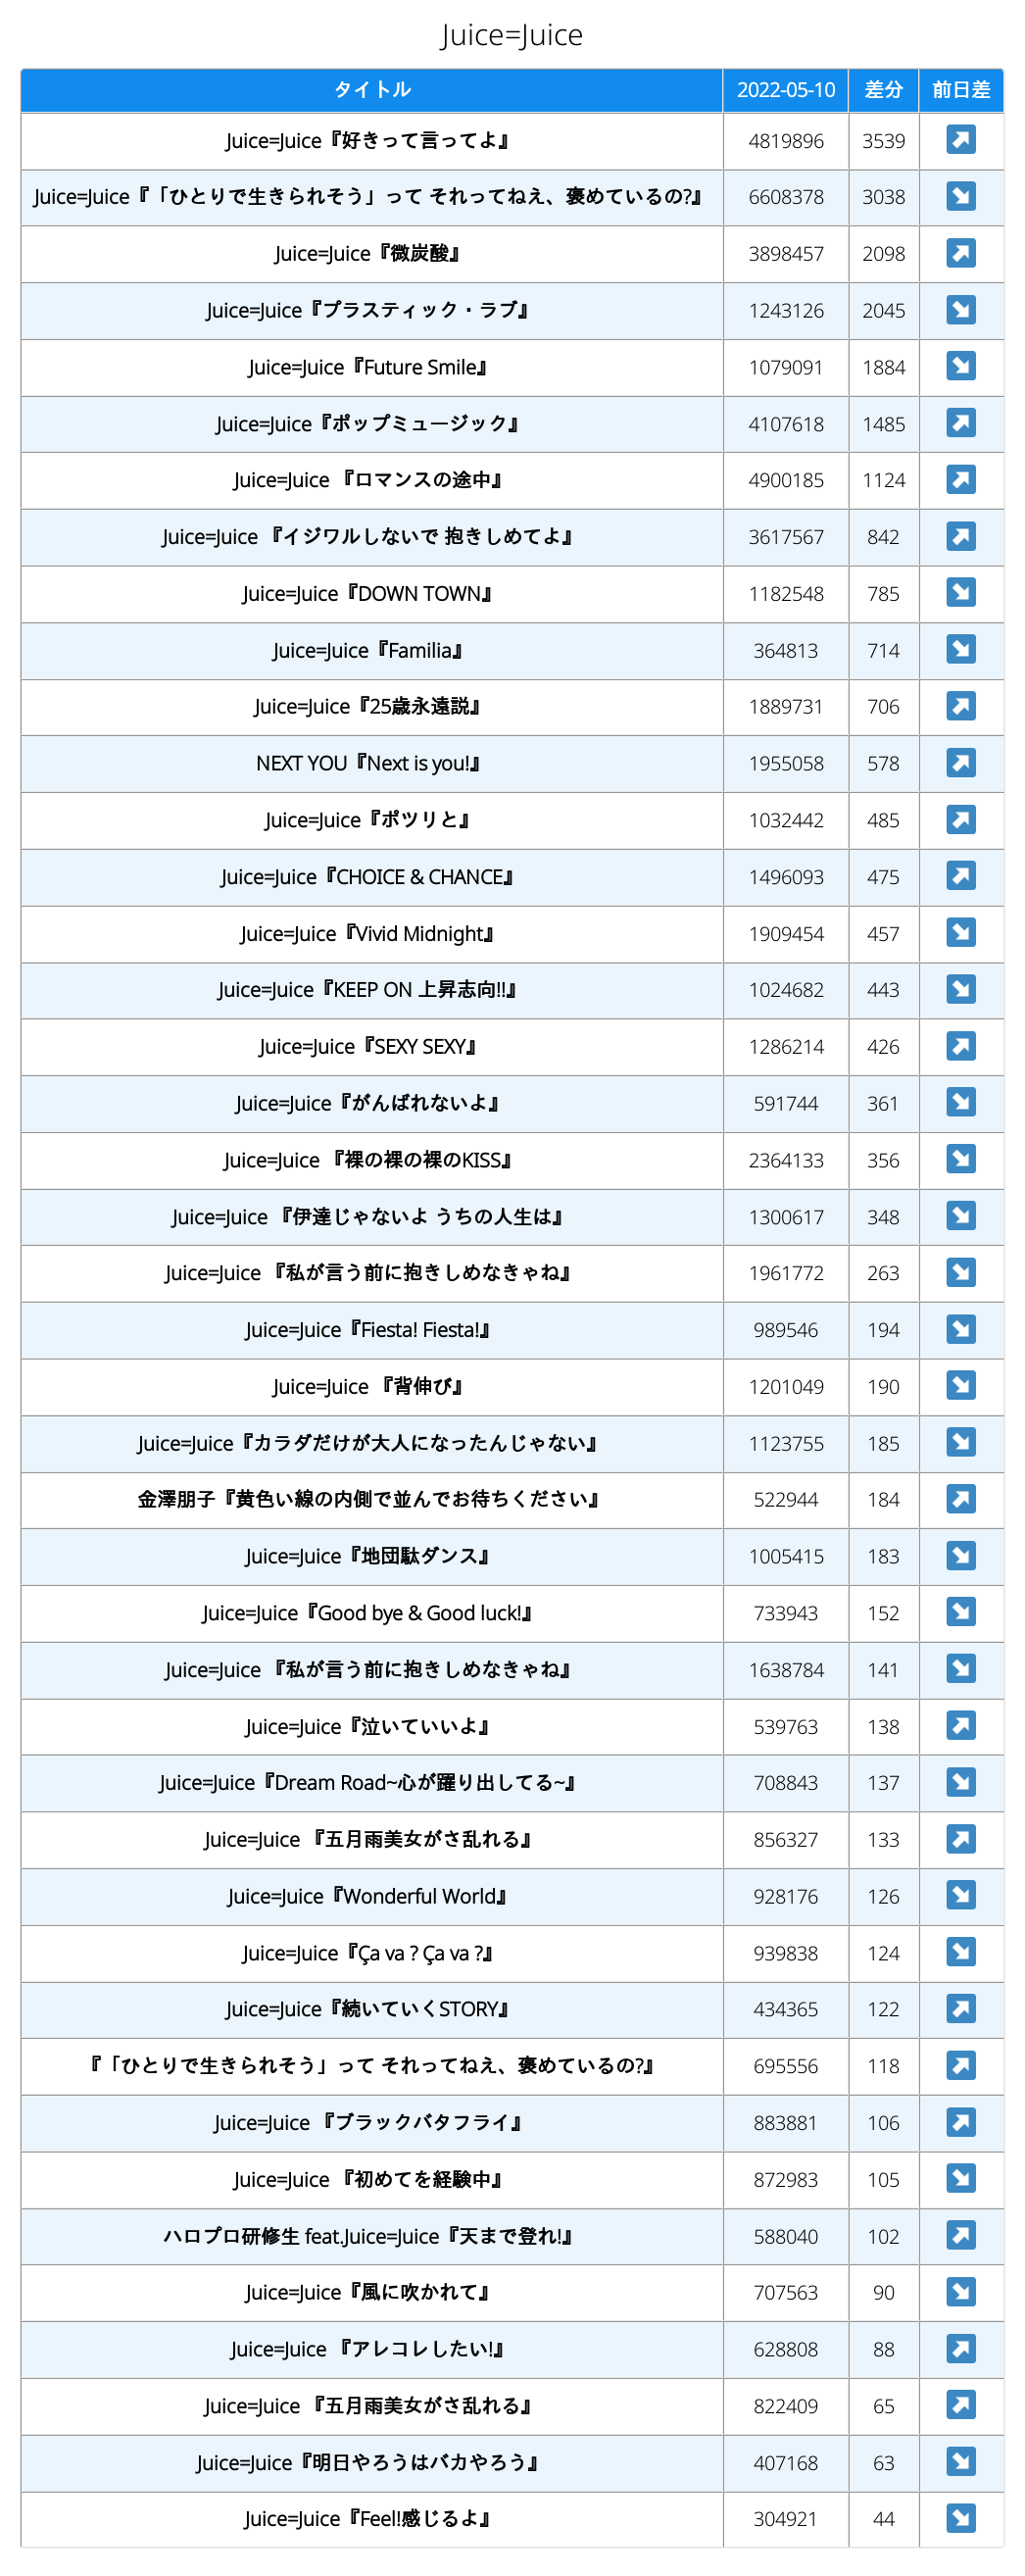 Juice=Juice
タイトル 2022-05-10 差分 前日差
Juice=Juice『好きって言ってよ』 4819896 3539 ↗
Juice=Juice『「ひとりで生きられそう」って それってねえ、褒めているの?』 6608378 3038 ↘
Juice=Juice『微炭酸』 3898457 2098 ↗
Juice=Juice『プラスティック・ラブ』 1243126 2045 ↘
Juice=Juice『Future Smile』 1079091 1884 ↘
Juice=Juice『ポップミュージック』 4107618 1485 ↗
Juice=Juice 『ロマンスの途中』 4900185 1124 ↗
Juice=Juice 『イジワルしないで 抱きしめてよ』 3617567 842 ↗
Juice=Juice『DOWN TOWN』 1182548 785 ↘
Juice=Juice『Familia』 364813 714 ↘
Juice=Juice『25歳永遠説』 1889731 706 ↗
NEXT YOU『Next is you!』 1955058 578 ↗
Juice=Juice『ポツリと』 1032442 485 ↗
Juice=Juice『CHOICE & CHANCE』 1496093 475 ↗
Juice=Juice『Vivid Midnight』 1909454 457 ↘
Juice=Juice『KEEP ON 上昇志向!!』 1024682 443 ↘
Juice=Juice『SEXY SEXY』 1286214 426 ↗
Juice=Juice『がんばれないよ』 591744 361 ↘
Juice=Juice 『裸の裸の裸のKISS』 2364133 356 ↘
Juice=Juice 『伊達じゃないよ うちの人生は』 1300617 348 ↘
Juice=Juice 『私が言う前に抱きしめなきゃね』 1961772 263 ↘
Juice=Juice『Fiesta! Fiesta!』 989546 194 ↘
Juice=Juice 『背伸び』 1201049 190 ↘
Juice=Juice『カラダだけが大人になったんじゃない』 1123755 185 ↘
金澤朋子『黄色い線の内側で並んでお待ちください』 522944 184 ↗
Juice=Juice『地団駄ダンス』 1005415 183 ↘
Juice=Juice『Good bye & Good luck!』 733943 152 ↘
Juice=Juice 『私が言う前に抱きしめなきゃね』 1638784 141 ↘
Juice=Juice『泣いていいよ』 539763 138 ↗
Juice=Juice『Dream Road~心が躍り出してる~』 708843 137 ↘
Juice=Juice 『五月雨美女がさ乱れる』 856327 133 ↗
Juice=Juice『Wonderful World』 928176 126 ↘
Juice=Juice『Ça va ? Ça va ?』 939838 124 ↘
Juice=Juice『続いていくSTORY』 434365 122 ↗
『「ひとりで生きられそう」って それってねえ、褒めているの?』 695556 118 ↗
Juice=Juice 『ブラックバタフライ』 883881 106 ↗
Juice=Juice 『初めてを経験中』 872983 105 ↘
ハロプロ研修生 feat.Juice=Juice『天まで登れ!』 588040 102 ↗
Juice=Juice『風に吹かれて』 707563 90 ↘
Juice=Juice 『アレコレしたい!』 628808 88 ↗
Juice=Juice 『五月雨美女がさ乱れる』 822409 65 ↗
Juice=Juice『明日やろうはバカやろう』 407168 63 ↘
Juice=Juice『Feel!感じるよ』 304921 44 ↘